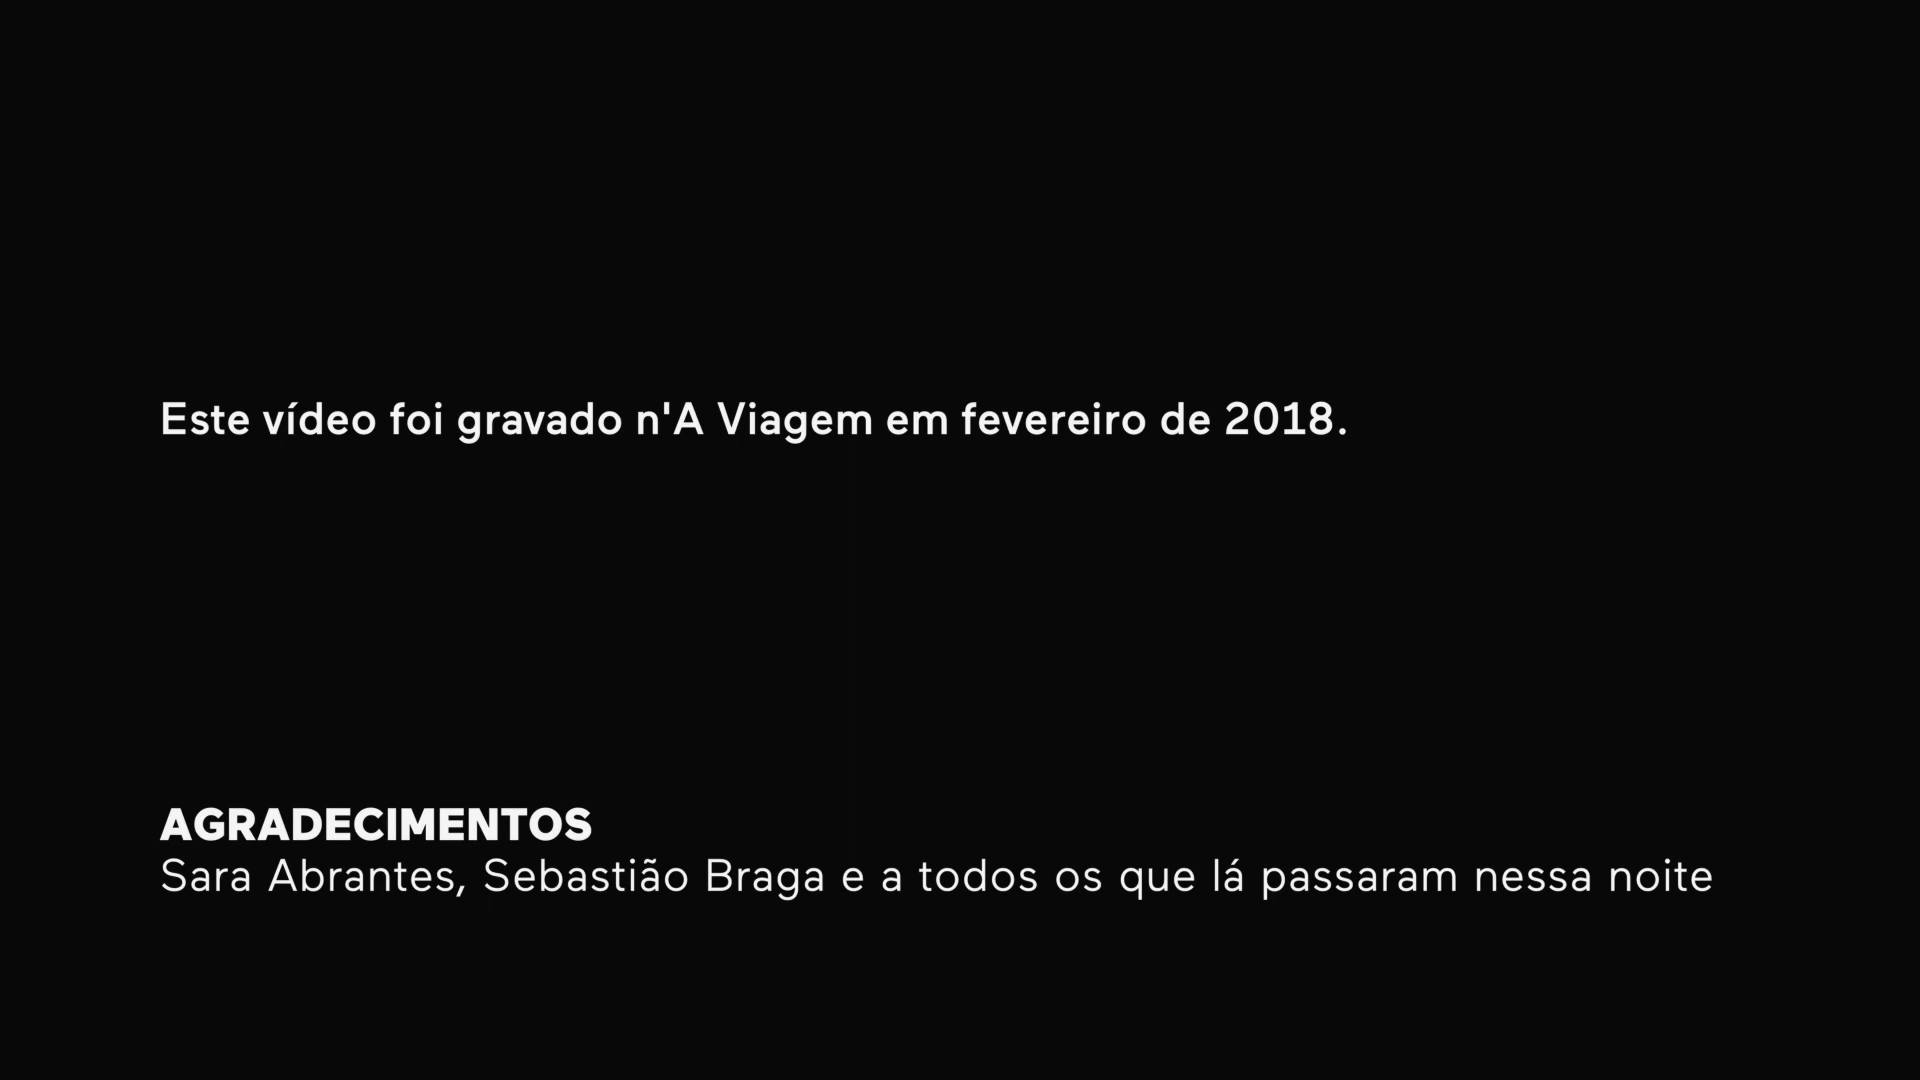 Este vídeo foi gravado n'A Viagem em fevereiro de 2018.
AGRADECIMENTOS
Sara Abrantes, Sebastião Braga e a todos os que lá passaram nessa noite